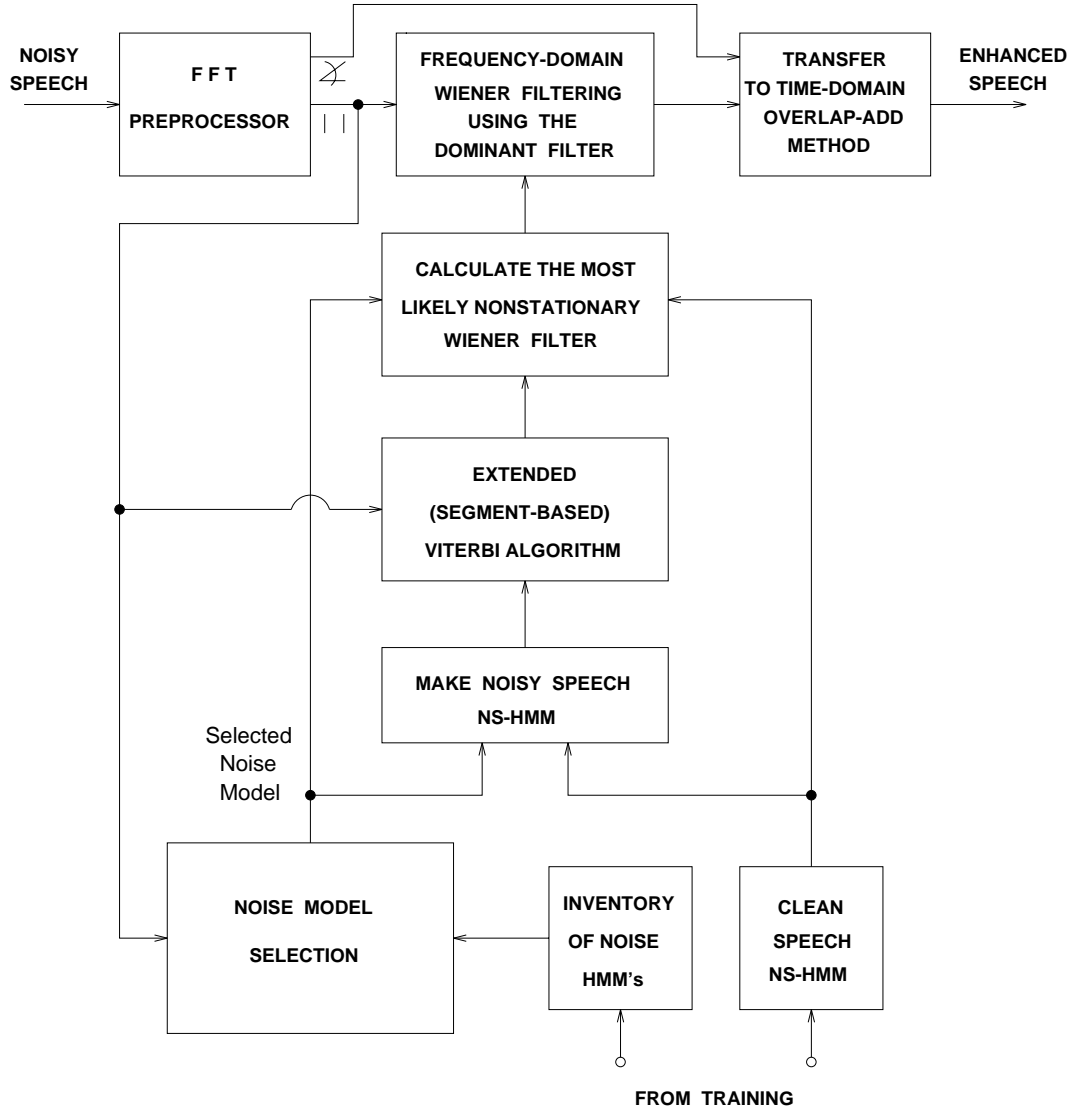 NOISY
SPEECH
F F T
PREPROCESSOR
FREQUENCY-DOMAIN
WIENER FILTERING
USING THE
DOMINANT FILTER
TRANSFER
TO TIME-DOMAIN
OVERLAP-ADD
METHOD
ENHANCED
SPEECH
CALCULATE THE MOST
LIKELY NONSTATIONARY
WIENER FILTER
EXTENDED
(SEGMENT-BASED)
VITERBI ALGORITHM
MAKE NOISY SPEECH
NS-HMM
Selected
Noise
Model
NOISE MODEL
SELECTION
INVENTORY
OF NOISE
HMM's
CLEAN
SPEECH
NS-HMM
FROM TRAINING